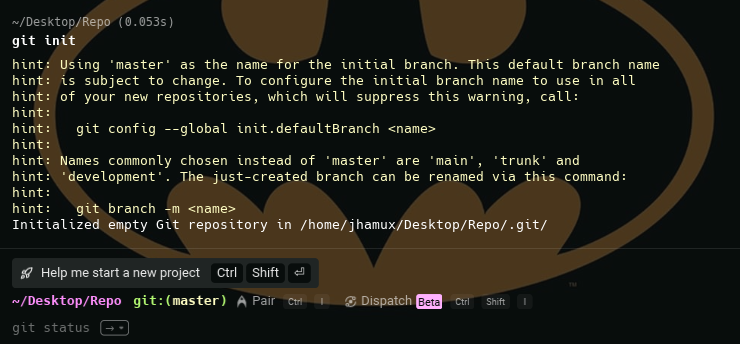 ~/Desktop/Repo (0.053s)
git init
hint: Using 'master' as the name for the initial branch. This default branch name
hint: is subject to change. To configure the initial branch name to use in all
hint: of your new repositories, which will suppress this warning, call:
hint:
hint:   git config --global init.defaultBranch <name>
hint:
hint: Names commonly chosen instead of 'master' are 'main', 'trunk' and
hint: 'development'. The just-created branch can be renamed via this command:
hint:
hint:   git branch -m <name>
Initialized empty Git repository in /home/jhamux/Desktop/Repo/.git/
Help me start a new project Ctrl Shift ⏎
™
~/Desktop/Repo git:(master) Pair Ctrl I Dispatch Beta Ctrl Shift I
git status →